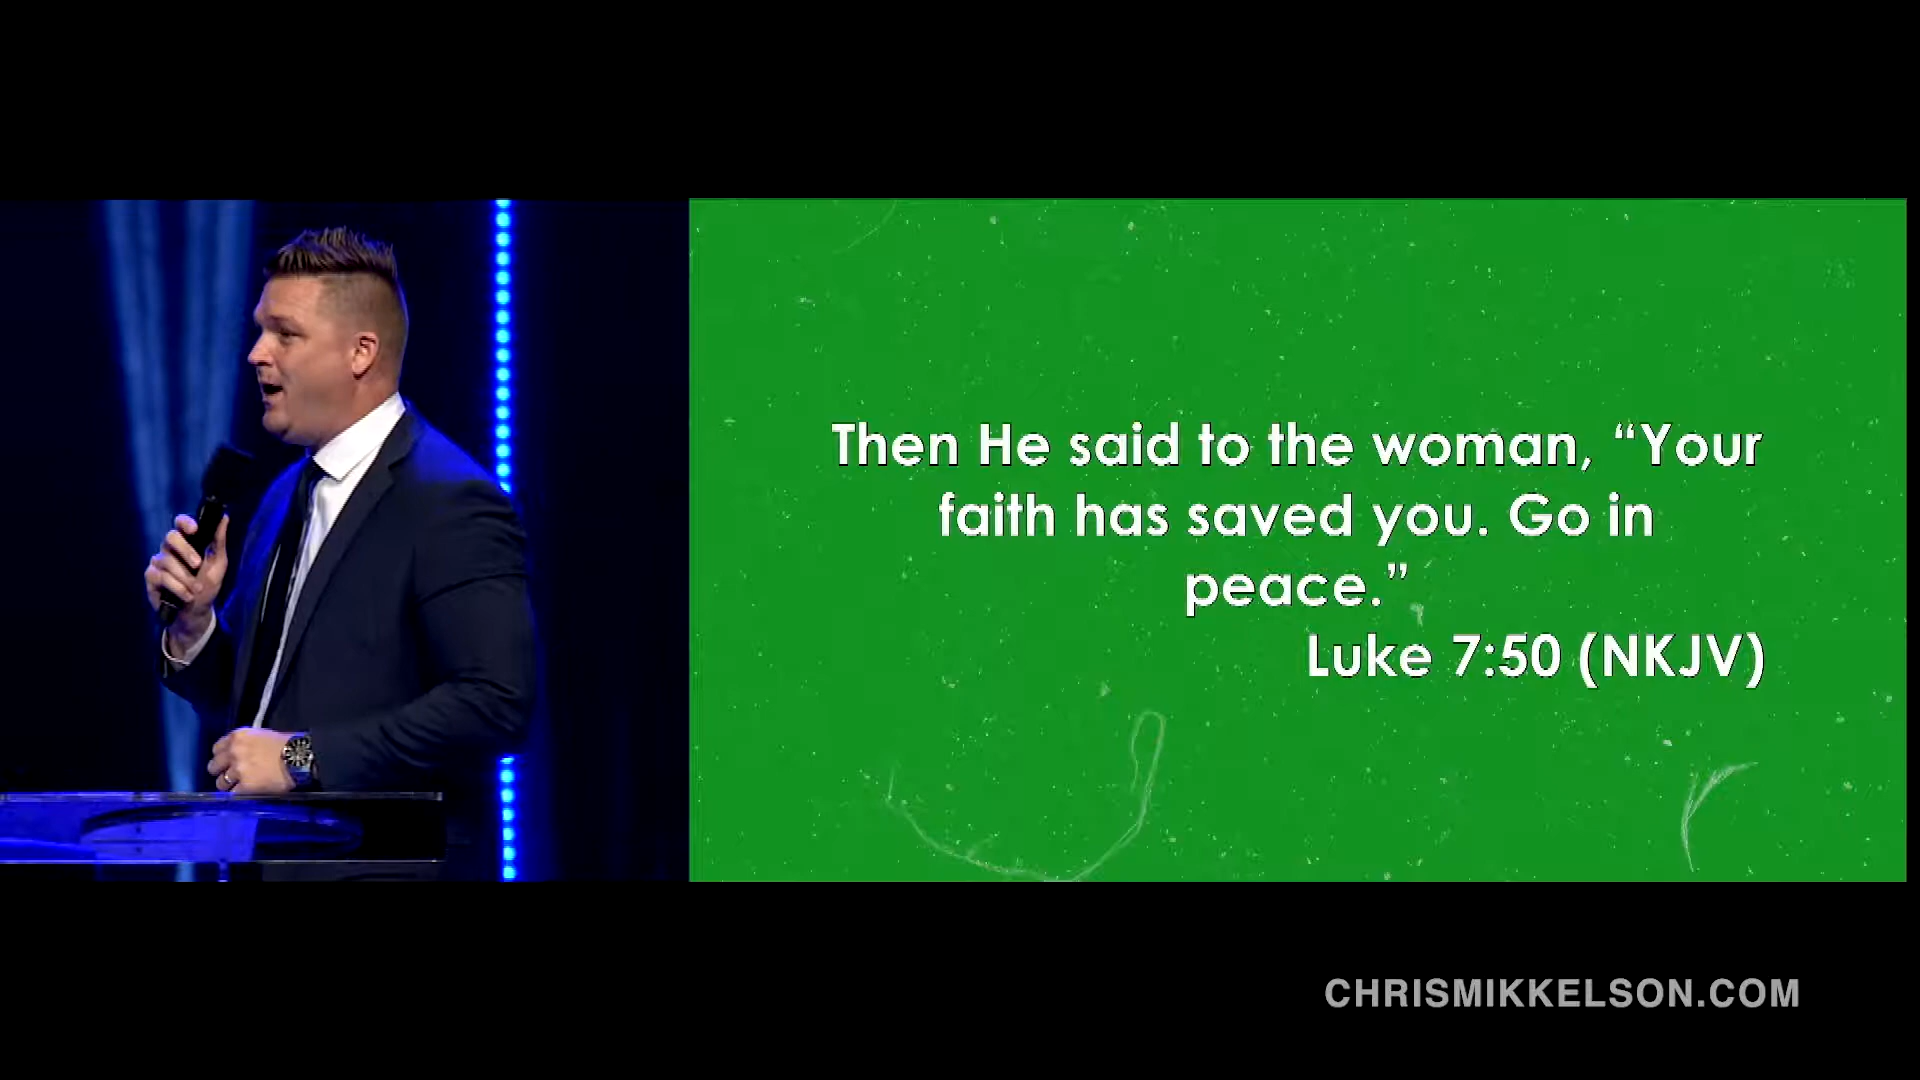 Then He said to the woman, “Your
faith has saved you. Go in
peace.”
Luke 7:50 (NKJV)
CHRISMIKKELSON.COM